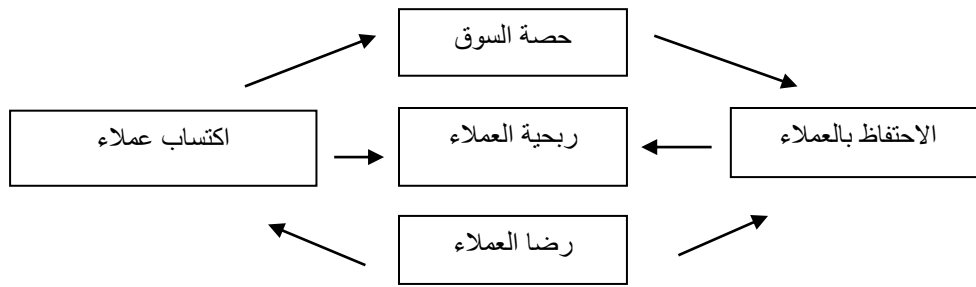 حصة السوق
الاحتفاظ بالعملاء
ربحية العملاء
اكتساب عملاء
رضا العملاء